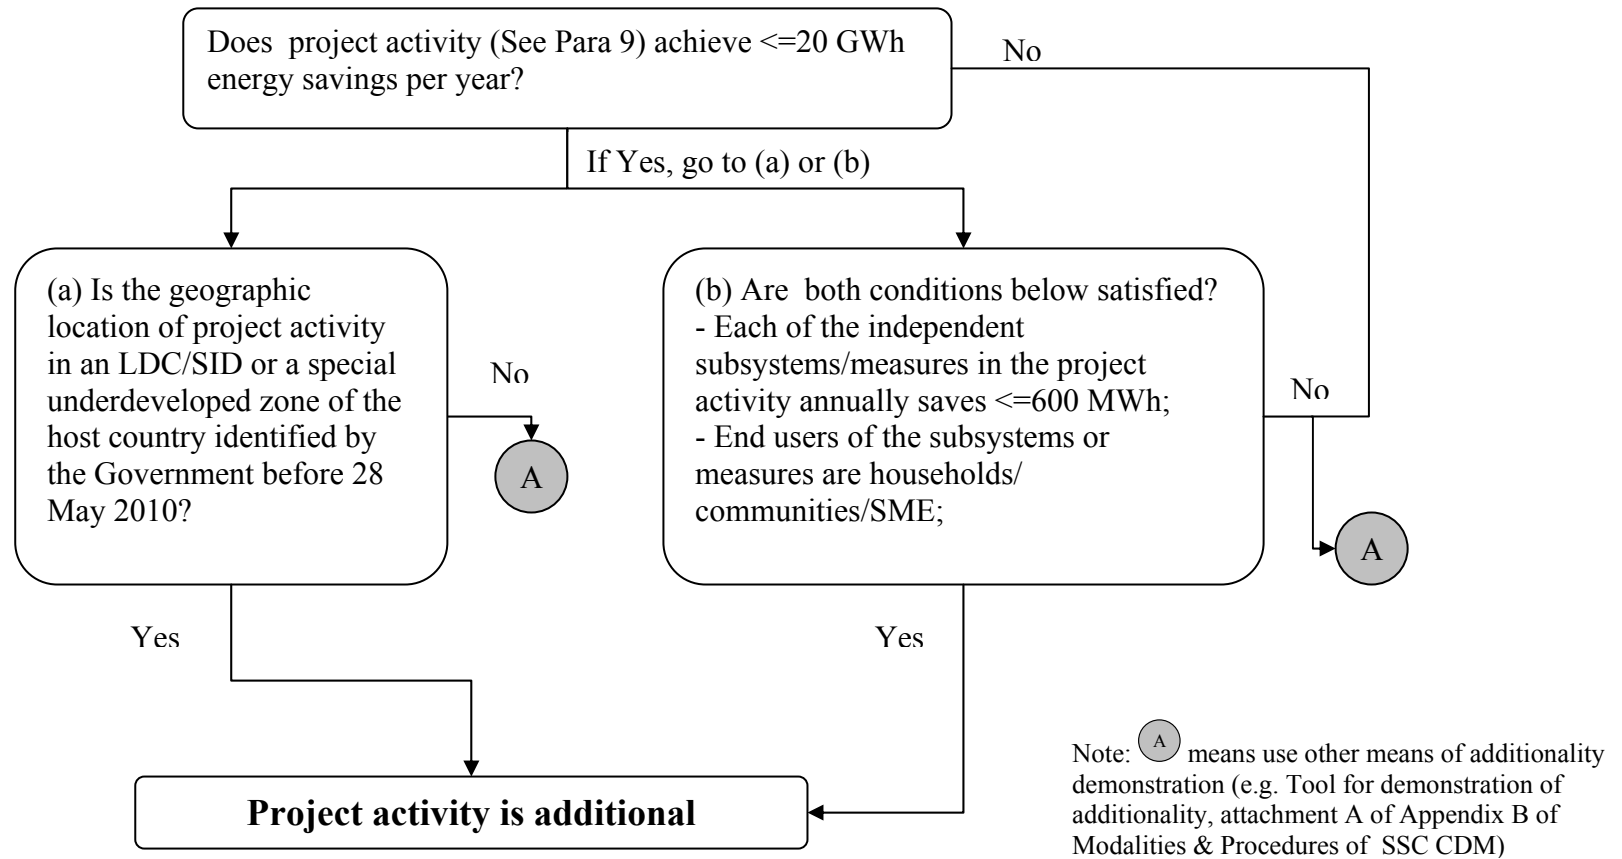 Does project activity (See Para 9) achieve <=20 GWh
energy savings per year?
No
If Yes, go to (a) or (b)
(a) Is the geographic
location of project activity
in an LDC/SID or a special
underdeveloped zone of the
host country identified by
the Government before 28
May 2010?
No
A
(b) Are both conditions below satisfied?
- Each of the independent
subsystems/measures in the project
activity annually saves <=600 MWh;
- End users of the subsystems or
measures are households/
communities/SME;
No
A
Yes
Yes
Project activity is additional
Note: A means use other means of additionality
demonstration (e.g. Tool for demonstration of
additionality, attachment A of Appendix B of
Modalities & Procedures of SSC CDM)